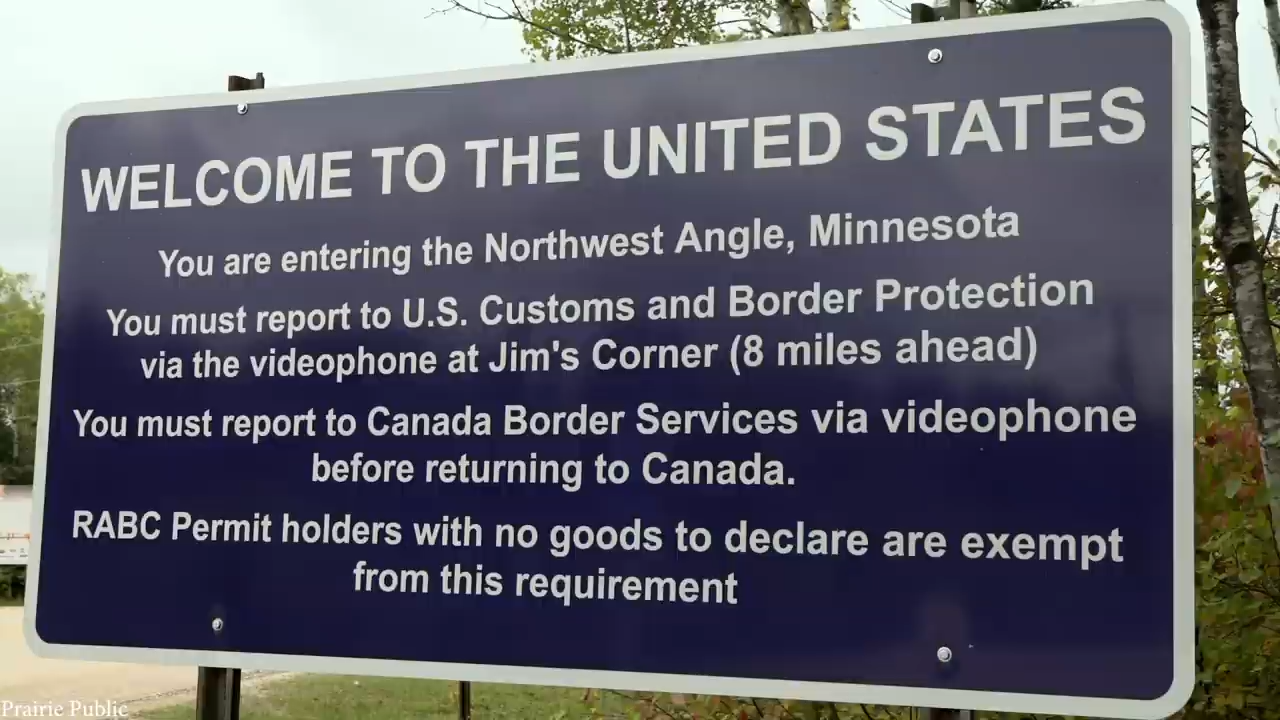 WELCOME TO THE UNITED STATES
You are entering the Northwest Angle, Minnesota
You must report to U.S. Customs and Border Protection
via the videophone at Jim's Corner (8 miles ahead)
You must report to Canada Border Services via videophone
before returning to Canada.
RABC Permit holders with no goods to declare are exempt
from this requirement
Prairie Public